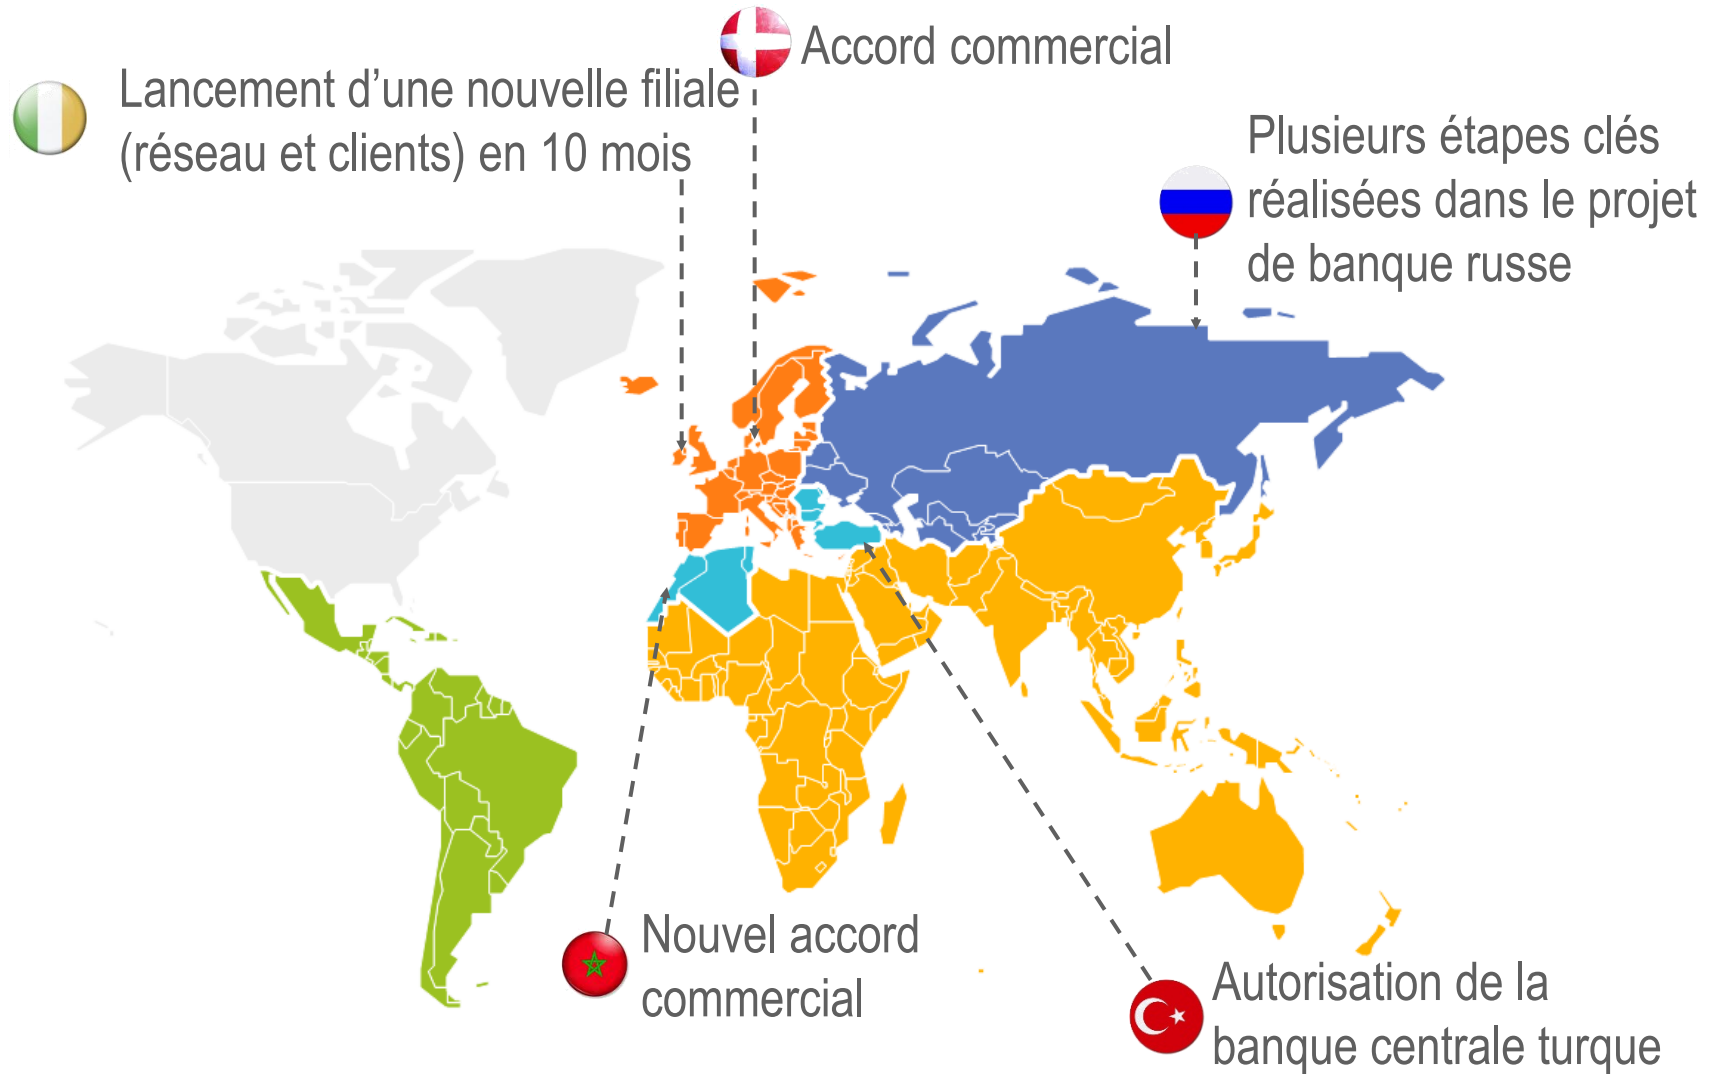 Accord commercial
Lancement d’une nouvelle filiale
(réseau et clients) en 10 mois
Plusieurs étapes clés
réalisées dans le projet
de banque russe
Nouvel accord
commercial
Autorisation de la
banque centrale turque